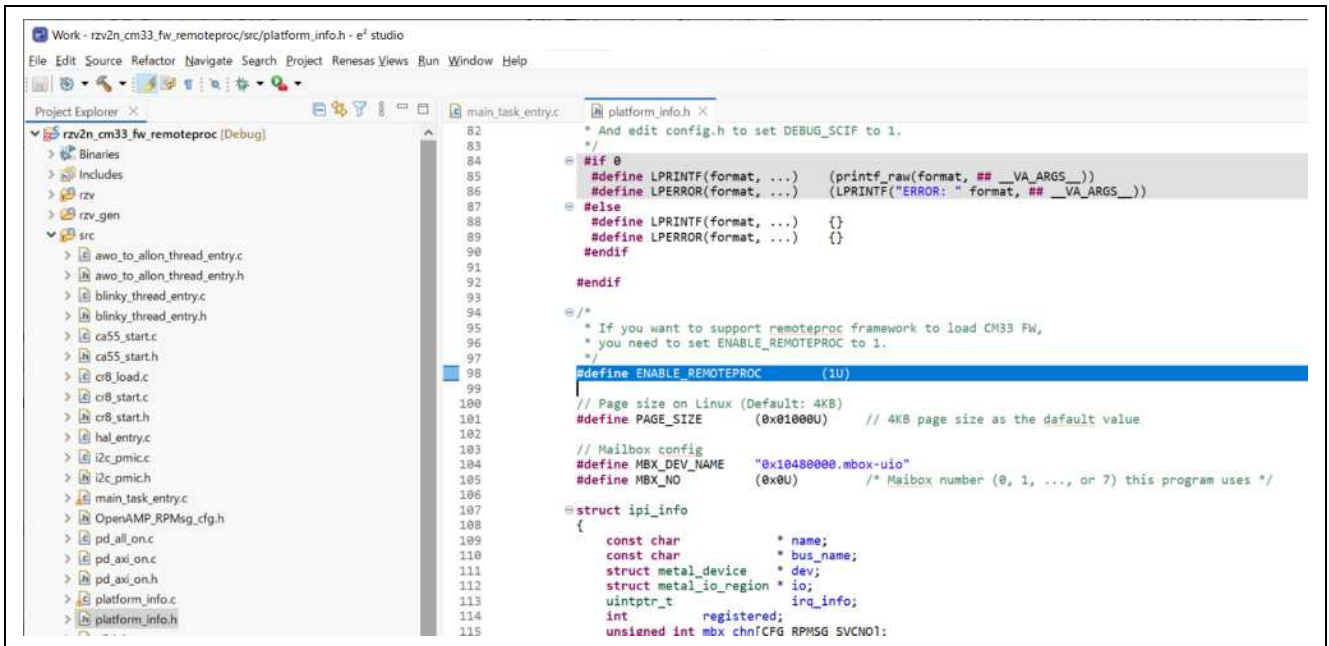 Work - rzv2n_cm33_fw_remoteproc/src/platform_info.h - e² studio
File Edit Source Refactor Navigate Search Project Renesas Views Run Window Help
Project Explorer
rzv2n_cm33_fw_remoteproc [Debug]
Binaries
Includes
rzv
rzv_gen
src
awo_to_allon_thread_entry.c
awo_to_allon_thread_entry.h
blinky_thread_entry.c
blinky_thread_entry.h
ca55_start.c
ca55_start.h
cr8_load.c
cr8_start.c
cr8_start.h
hal_entry.c
i2c_pmic.c
i2c_pmic.h
main_task_entry.c
OpenAMP_RPMsg_cfg.h
pd_all_on.c
pd_axi_on.c
pd_axi_on.h
platform_info.c
platform_info.h
main_task_entry.c platform_info.h
82 * And edit config.h to set DEBUG_SCIF to 1.
83 */
84 #if 0
85 #define LPRINTF(format, ...) (printf_raw(format, ## __VA_ARGS__))
86 #define LPERROR(format, ...) (LPRINTF("ERROR: " format, ## __VA_ARGS__))
87 #else
88 #define LPRINTF(format, ...) {}
89 #define LPERROR(format, ...) {}
90 #endif
91
92 #endif
93
94 /*
95 * If you want to support remoteproc framework to load CM33 FW,
96 * you need to set ENABLE_REMOTEPROC to 1.
97 */
98 #define ENABLE_REMOTEPROC (1U)
99
100 // Page size on Linux (Default: 4KB)
101 #define PAGE_SIZE (0x01000U) // 4KB page size as the dafault value
102
103 // Mailbox config
104 #define MBX_DEV_NAME "0x10480000.mbox-uio"
105 #define MBX_NO (0x0U) /* Maibox number (0, 1, ..., or 7) this program uses */
106
107 struct ipi_info
108 {
109 const char * name;
110 const char * bus_name;
111 struct metal_device * dev;
112 struct metal_io_region * io;
113 uintptr_t irq_info;
114 int registered;
115 unsigned int mbx_chn[CFG_RPMSG_SVCNO];